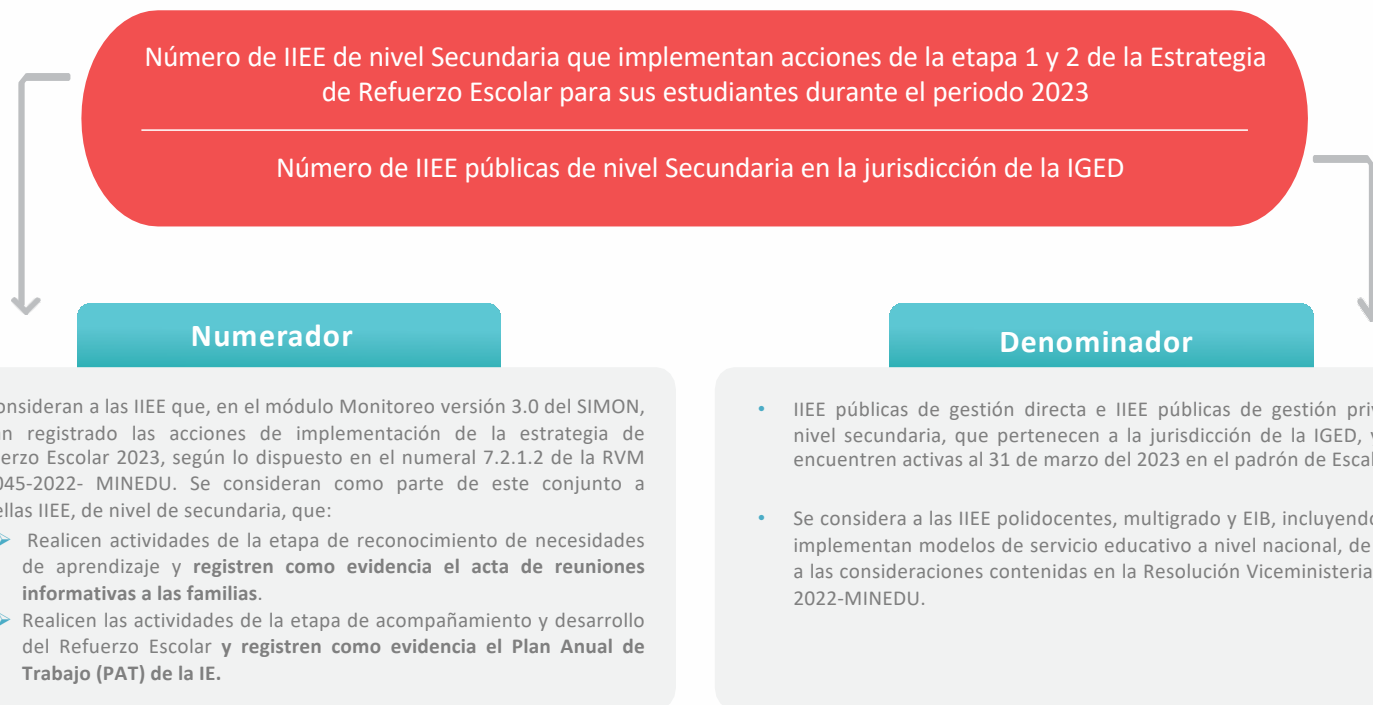 Número de IIEE de nivel Secundaria que implementan acciones de la etapa 1 y 2 de la Estrategia
de Refuerzo Escolar para sus estudiantes durante el periodo 2023
Número de IIEE públicas de nivel Secundaria en la jurisdicción de la IGED
Numerador
onsideran a las IIEE que, en el módulo Monitoreo versión 3.0 del SIMON,
n registrado las acciones de implementación de la estrategia de
erzo Escolar 2023, según lo dispuesto en el numeral 7.2.1.2 de la RVM
045-2022- MINEDU. Se consideran como parte de este conjunto a
ellas IIEE, de nivel de secundaria, que:
➢ Realicen actividades de la etapa de reconocimiento de necesidades
de aprendizaje y registren como evidencia el acta de reuniones
informativas a las familias.
➢ Realicen las actividades de la etapa de acompañamiento y desarrollo
del Refuerzo Escolar y registren como evidencia el Plan Anual de
Trabajo (PAT) de la IE.
Denominador
• IIEE públicas de gestión directa e IIEE públicas de gestión pri
nivel secundaria, que pertenecen a la jurisdicción de la IGED,
encuentren activas al 31 de marzo del 2023 en el padrón de Escal
• Se considera a las IIEE polidocentes, multigrado y EIB, incluyendo
implementan modelos de servicio educativo a nivel nacional, de
a las consideraciones contenidas en la Resolución Viceministeria
2022-MINEDU.